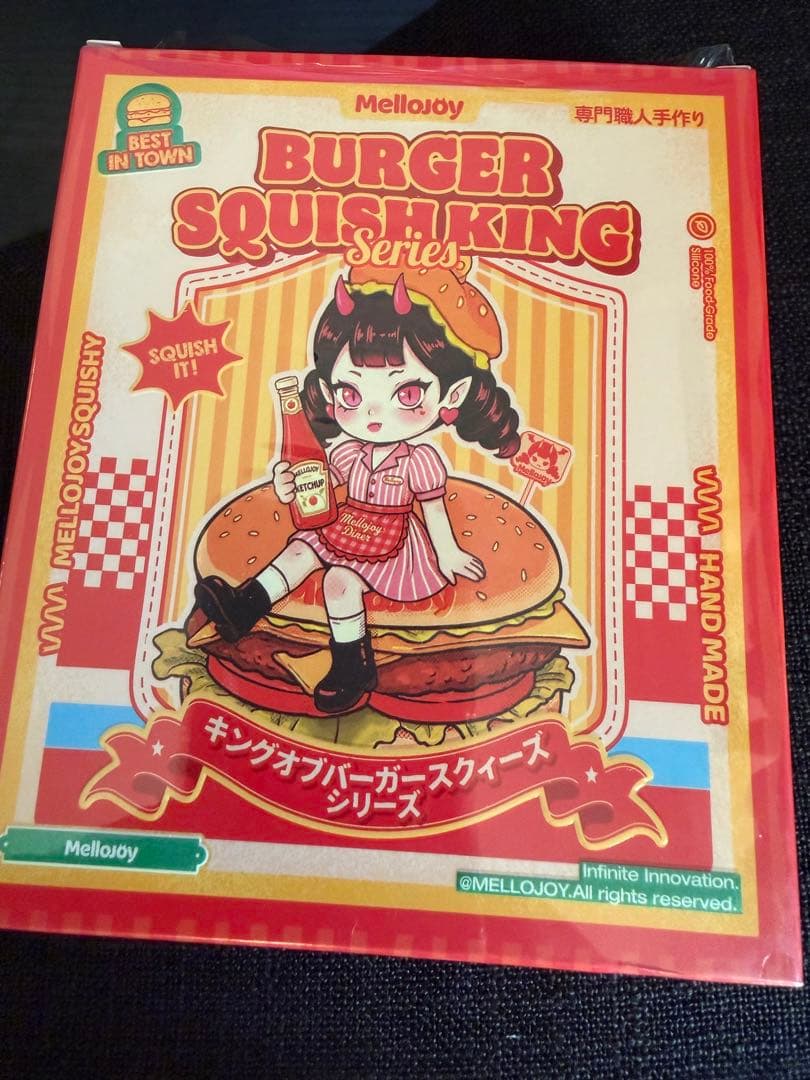 Mellojoy
専門職人手作り
BEST
IN TOWN
BURGER
SQUISH KING
Series
100% Food-Grade
Silicone
SQUISH
IT!
MELLOJOY SQUISHY
MELLOJOY
KETCHUP
Mellojoy
Diner
Mellojoy
HAND MADE
キングオブバーガースクィーズ
シリーズ
Mellojoy
Infinite Innovation.
@MELLOJOY.All rights reserved.